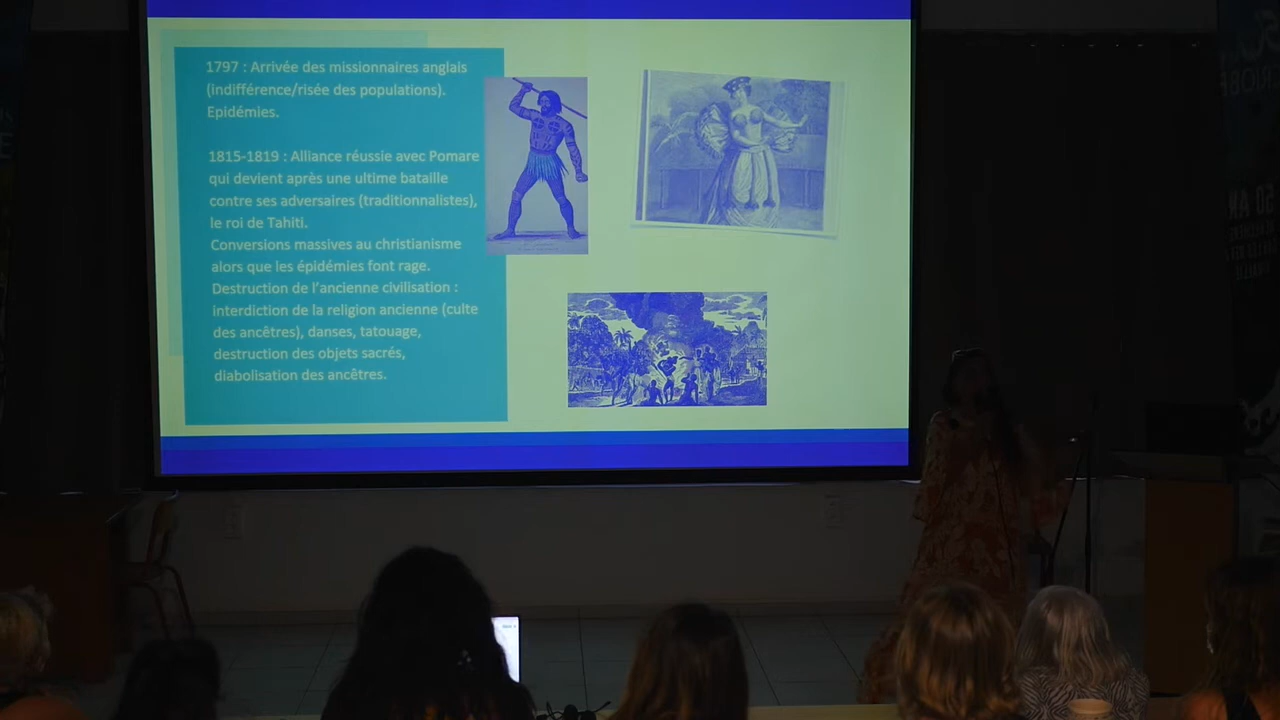 1797 : Arrivée des missionnaires anglais
(indifférence/risée des populations).
Epidémies.
1815-1819 : Alliance réussie avec Pomare
qui devient après une ultime bataille
contre ses adversaires (traditionnalistes),
le roi de Tahiti.
Conversions massives au christianisme
alors que les épidémies font rage.
Destruction de l'ancienne civilisation :
interdiction de la religion ancienne (culte
des ancêtres), danses, tatouage,
destruction des objets sacrés,
diabolisation des ancêtres.